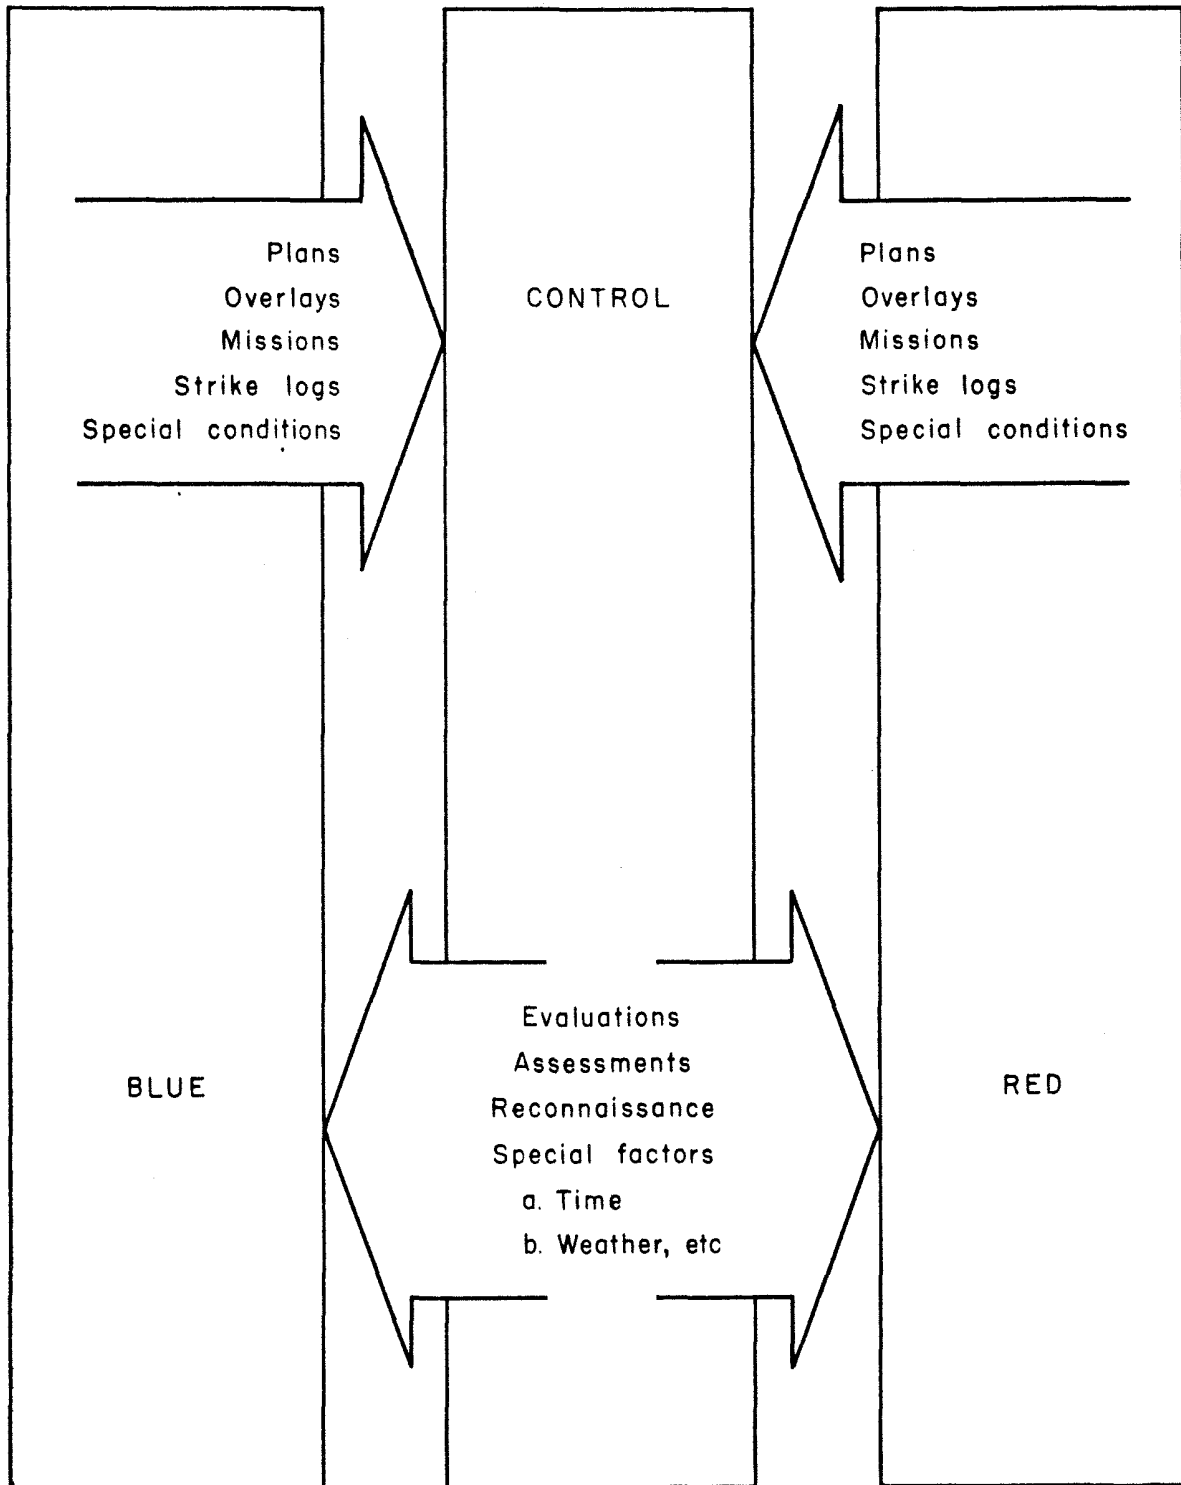 Plans
Overlays
Missions
Strike logs
Special conditions
CONTROL
Plans
Overlays
Missions
Strike logs
Special conditions
BLUE
Evaluations
Assessments
Reconnaissance
Special factors
a. Time
b. Weather, etc
RED